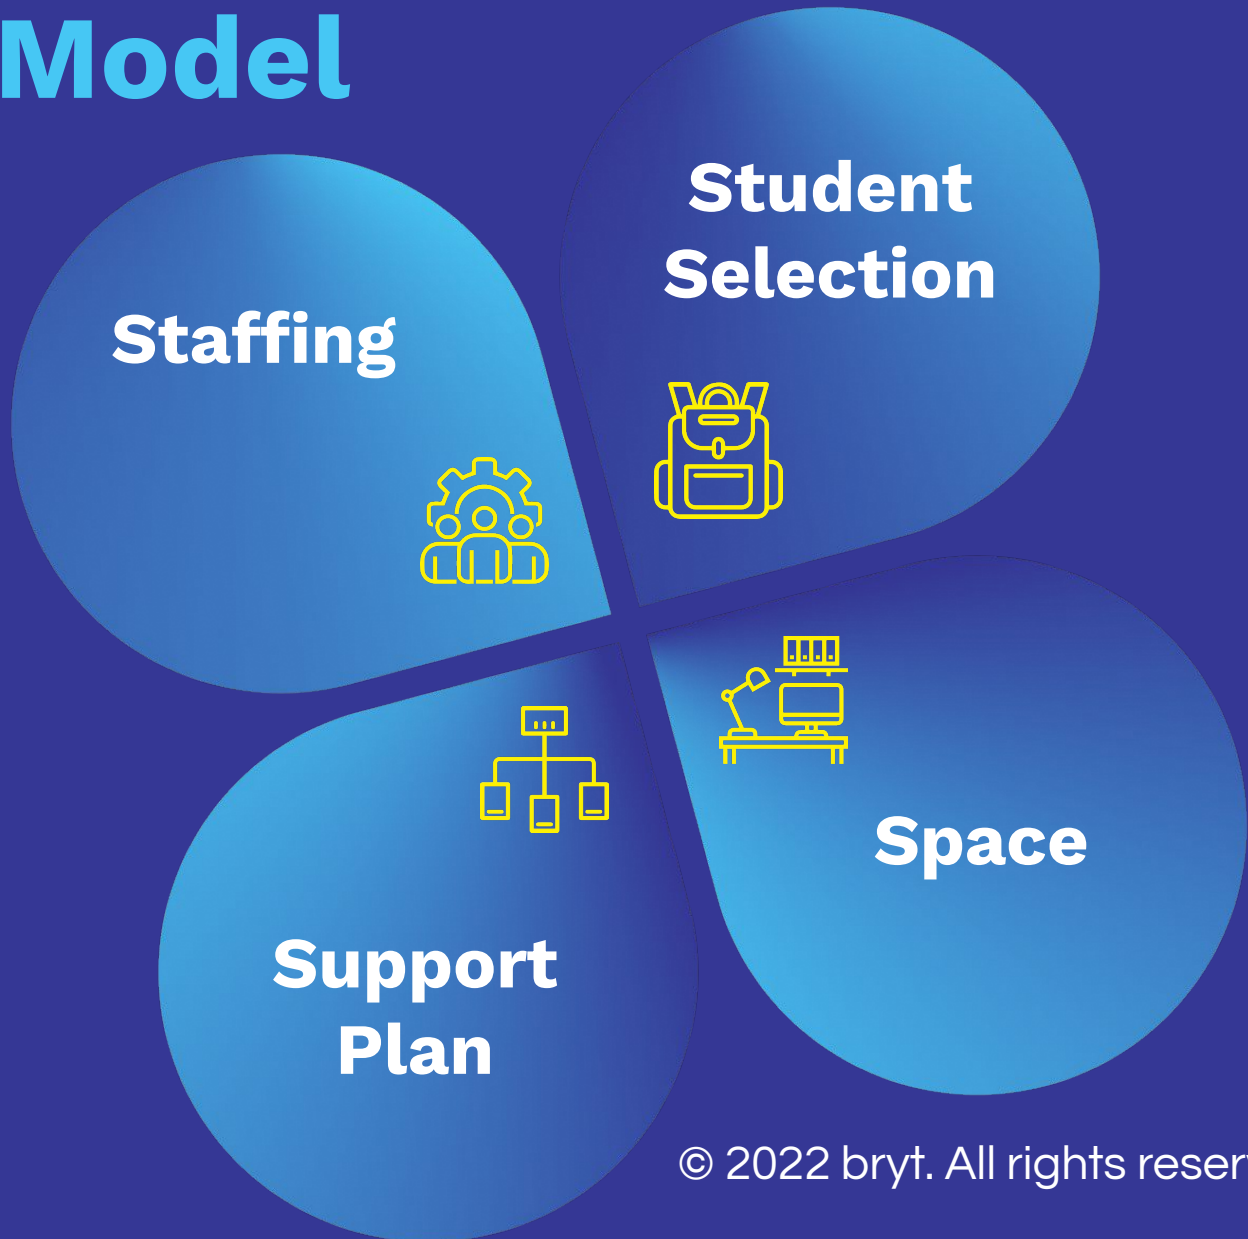 Model
Student
Selection
Staffing
Space
Support
Plan
© 2022 bryt. All rights reser